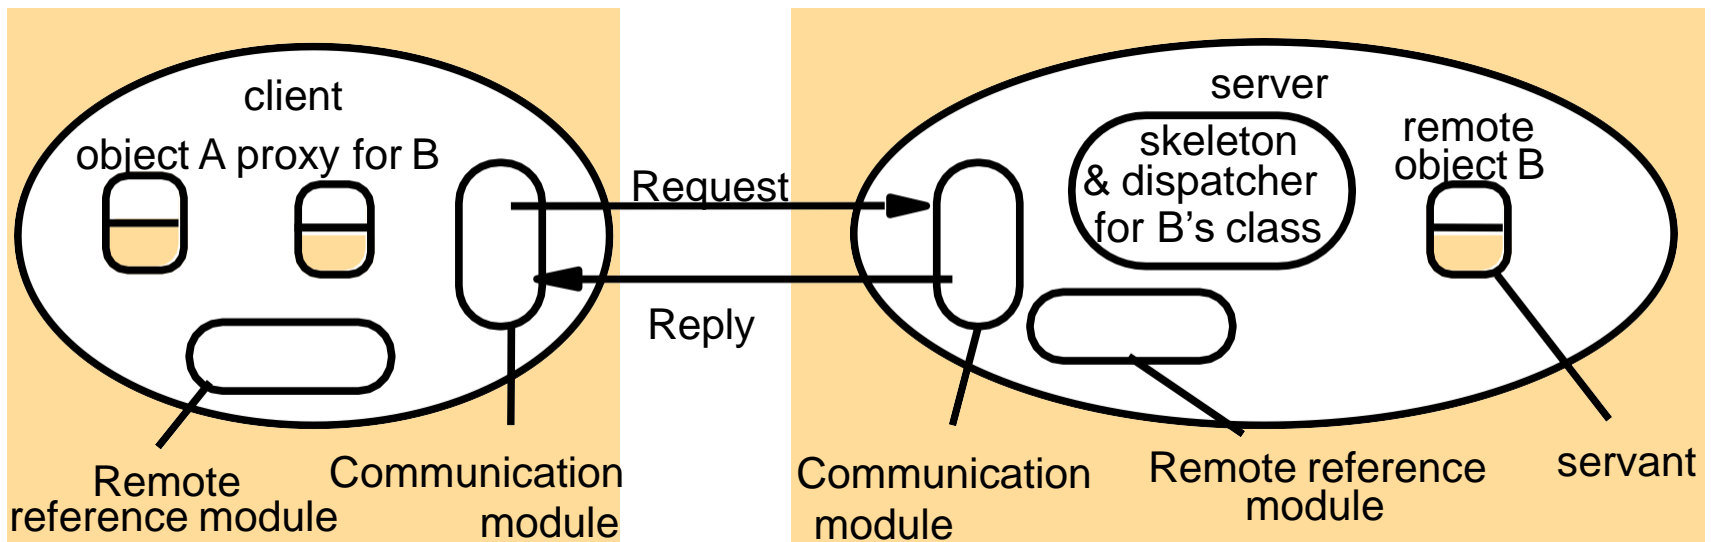 client
object A proxy for B
Remote
reference module
Communication
module
Request
Reply
server
skeleton
& dispatcher
for B’s class
remote
object B
Communication
module
Remote reference
module
servant